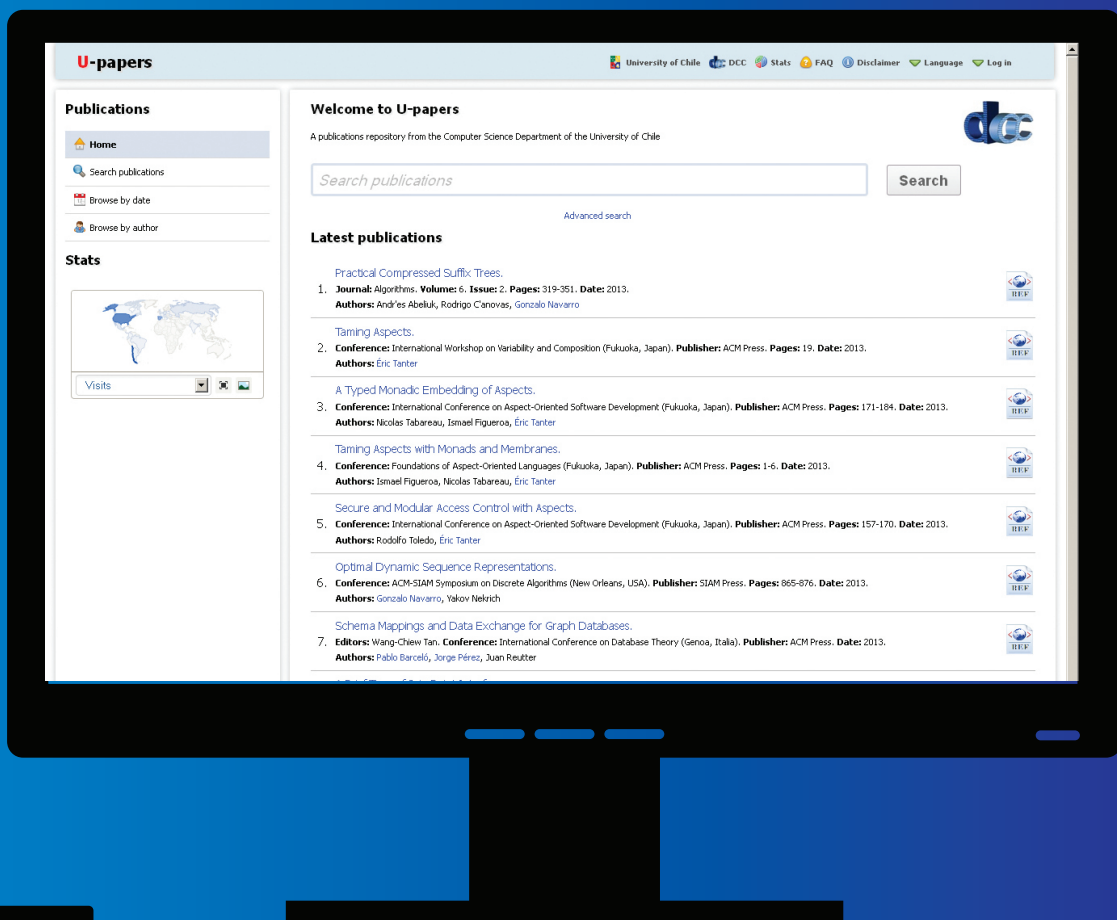 U-papers
University of Chile DCC Stats FAQ Disclaimer Language Log in
Publications
Home
Search publications
Browse by date
Browse by author
Stats
Visits
Welcome to U-papers
A publications repository from the Computer Science Department of the University of Chile
dcc
Search publications
Search
Advanced search
Latest publications
Practical Compressed Suffix Trees.
1. Journal: Algorithms. Volume: 6. Issue: 2. Pages: 319-351. Date: 2013.
Authors: Andr'es Abeliuk, Rodrigo C'anovas, Gonzalo Navarro
REF
Taming Aspects.
2. Conference: International Workshop on Variability and Composition (Fukuoka, Japan). Publisher: ACM Press. Pages: 19. Date: 2013.
Authors: Éric Tanter
REF
A Typed Monadic Embedding of Aspects.
3. Conference: International Conference on Aspect-Oriented Software Development (Fukuoka, Japan). Publisher: ACM Press. Pages: 171-184. Date: 2013.
Authors: Nicolas Tabareau, Ismael Figueroa, Éric Tanter
REF
Taming Aspects with Monads and Membranes.
4. Conference: Foundations of Aspect-Oriented Languages (Fukuoka, Japan). Publisher: ACM Press. Pages: 1-6. Date: 2013.
Authors: Ismael Figueroa, Nicolas Tabareau, Éric Tanter
REF
Secure and Modular Access Control with Aspects.
5. Conference: International Conference on Aspect-Oriented Software Development (Fukuoka, Japan). Publisher: ACM Press. Pages: 157-170. Date: 2013.
Authors: Rodolfo Toledo, Éric Tanter
REF
Optimal Dynamic Sequence Representations.
6. Conference: ACM-SIAM Symposium on Discrete Algorithms (New Orleans, USA). Publisher: SIAM Press. Pages: 865-876. Date: 2013.
Authors: Gonzalo Navarro, Yakov Nekrich
REF
Schema Mappings and Data Exchange for Graph Databases.
7. Editors: Wang-Chiew Tan. Conference: International Conference on Database Theory (Genoa, Italia). Publisher: ACM Press. Date: 2013.
Authors: Pablo Barceló, Jorge Pérez, Juan Reutter
REF